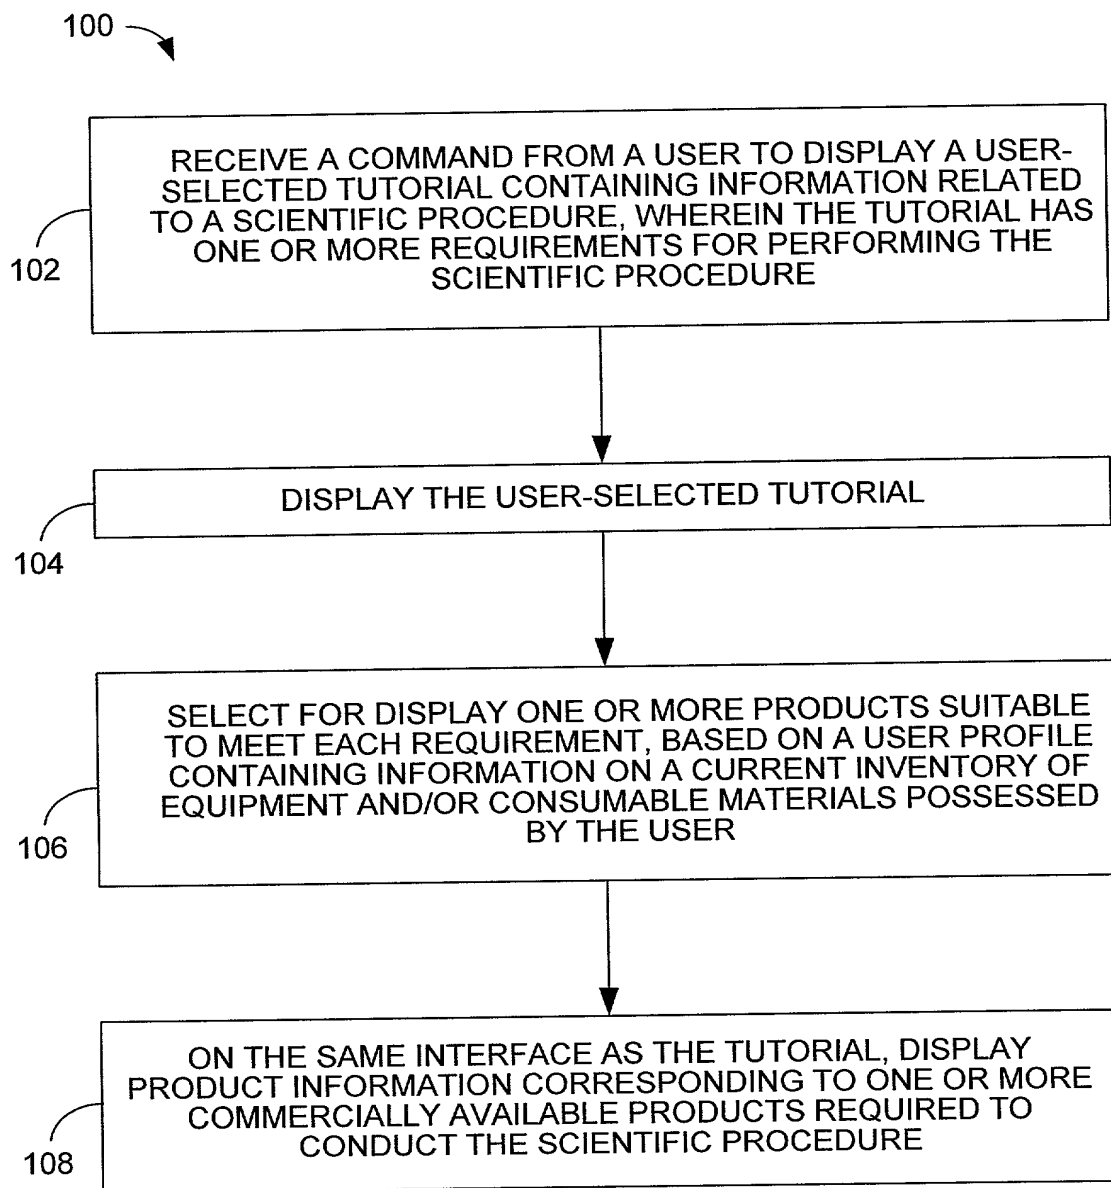 100
RECEIVE A COMMAND FROM A USER TO DISPLAY A USER-
SELECTED TUTORIAL CONTAINING INFORMATION RELATED
TO A SCIENTIFIC PROCEDURE, WHEREIN THE TUTORIAL HAS
ONE OR MORE REQUIREMENTS FOR PERFORMING THE
SCIENTIFIC PROCEDURE
102
DISPLAY THE USER-SELECTED TUTORIAL
104
SELECT FOR DISPLAY ONE OR MORE PRODUCTS SUITABLE
TO MEET EACH REQUIREMENT, BASED ON A USER PROFILE
CONTAINING INFORMATION ON A CURRENT INVENTORY OF
EQUIPMENT AND/OR CONSUMABLE MATERIALS POSSESSED
BY THE USER
106
ON THE SAME INTERFACE AS THE TUTORIAL, DISPLAY
PRODUCT INFORMATION CORRESPONDING TO ONE OR MORE
COMMERCIALLY AVAILABLE PRODUCTS REQUIRED TO
CONDUCT THE SCIENTIFIC PROCEDURE
108